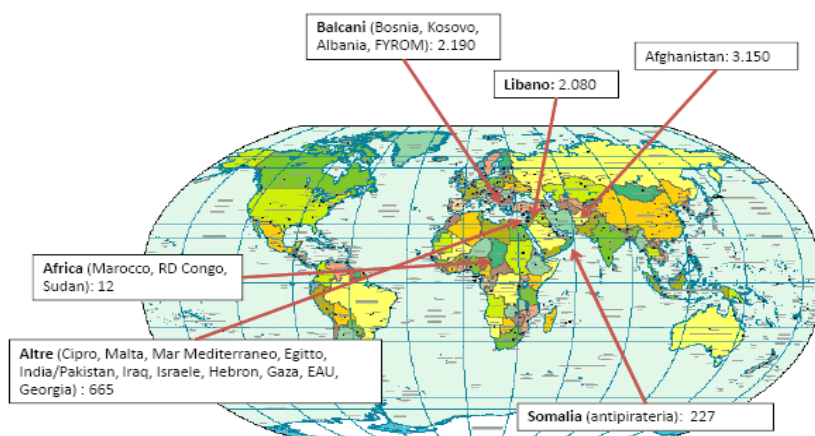 Balcani (Bosnia, Kosovo,
Albania, FYROM): 2.190
Afghanistan: 3.150
Libano: 2.080
Africa (Marocco, RD Congo,
Sudan): 12
Altre (Cipro, Malta, Mar Mediterraneo, Egitto,
India/Pakistan, Iraq, Israele, Hebron, Gaza, EAU,
Georgia) : 665
Somalia (antipirateria): 227